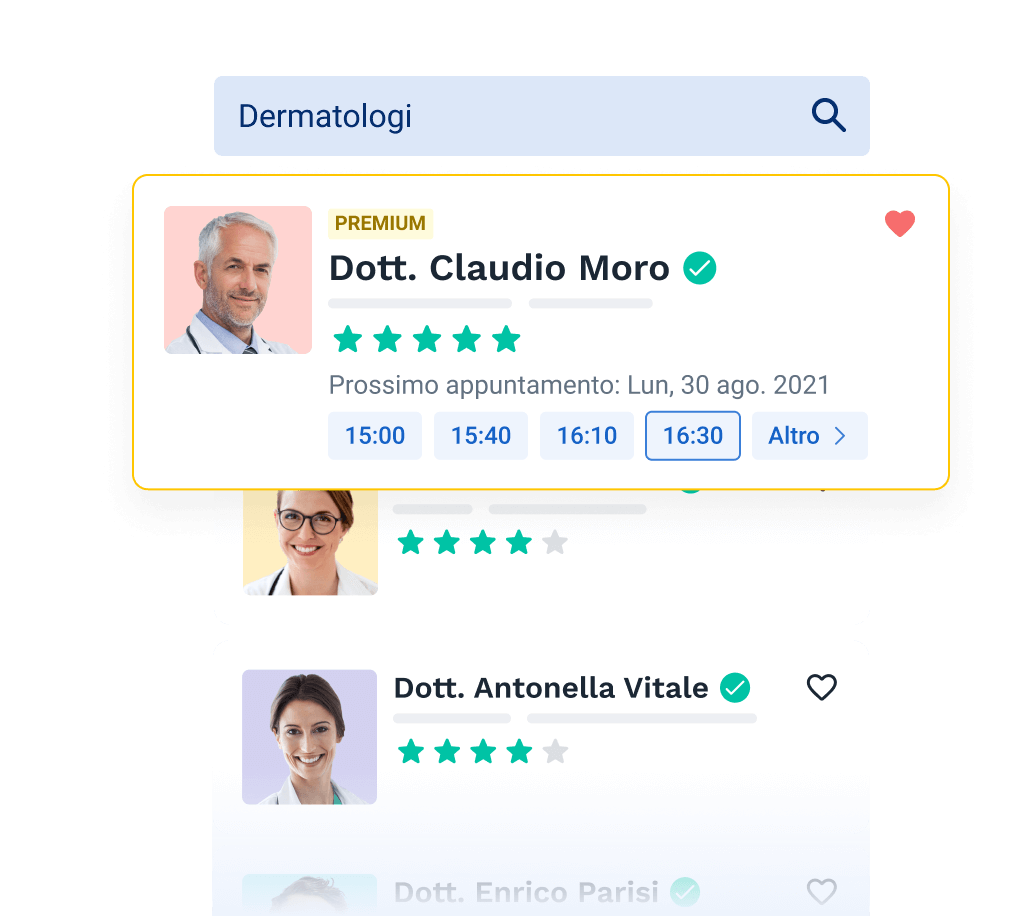 Dermatologi
PREMIUM
Dott. Claudio Moro
Prossimo appuntamento: Lun, 30 ago. 2021
15:00 15:40 16:10 16:30 Altro
Dott. Antonella Vitale
Dott. Enrico Parisi